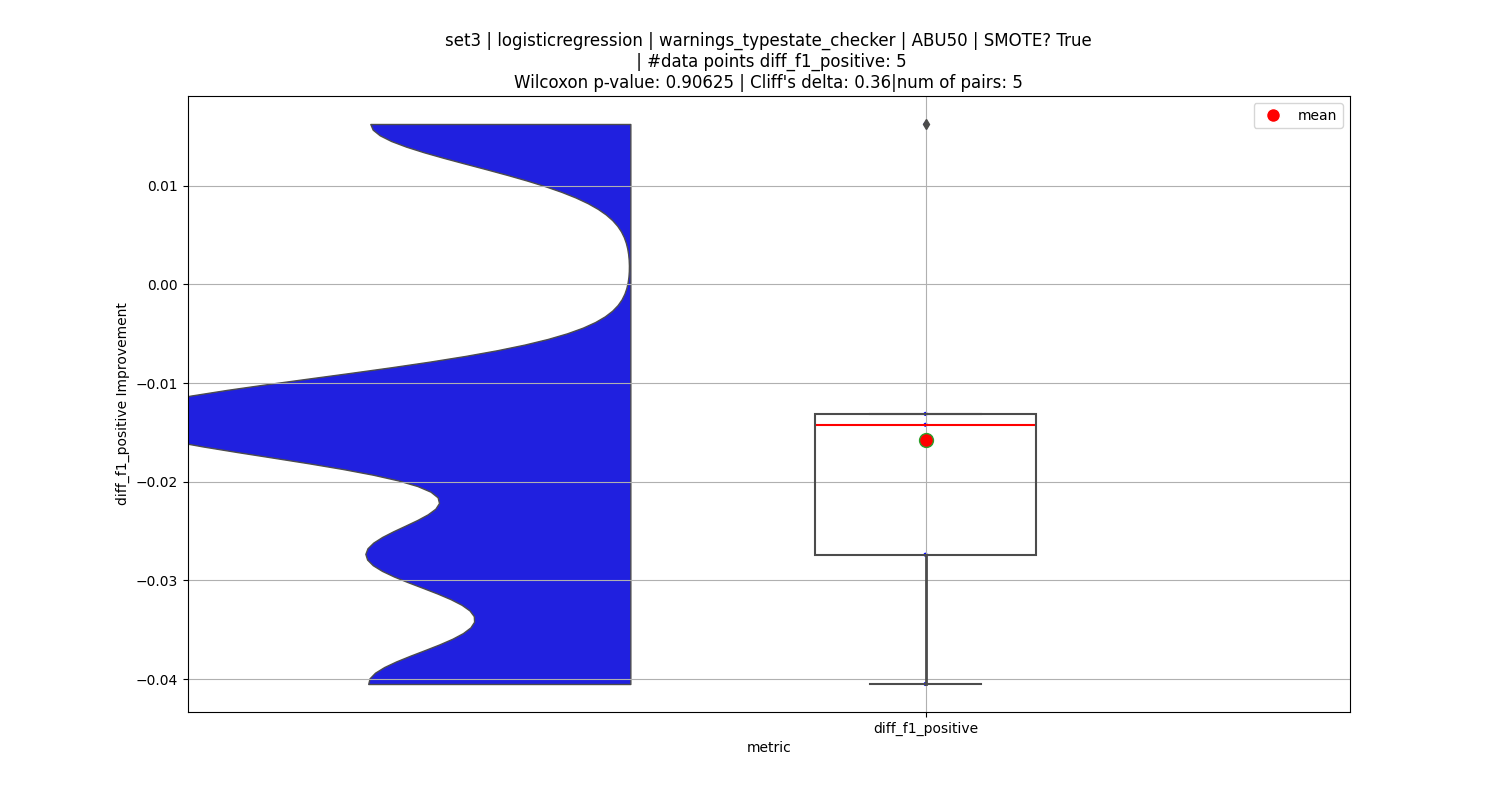 set3 | logisticregression | warnings_typestate_checker | ABU50 | SMOTE? True
| #data points diff_f1_positive: 5
Wilcoxon p-value: 0.90625 | Cliff's delta: 0.36|num of pairs: 5
mean
0.01
0.00
−0.01
−0.02
−0.03
−0.04
diff_f1_positive Improvement
diff_f1_positive
metric